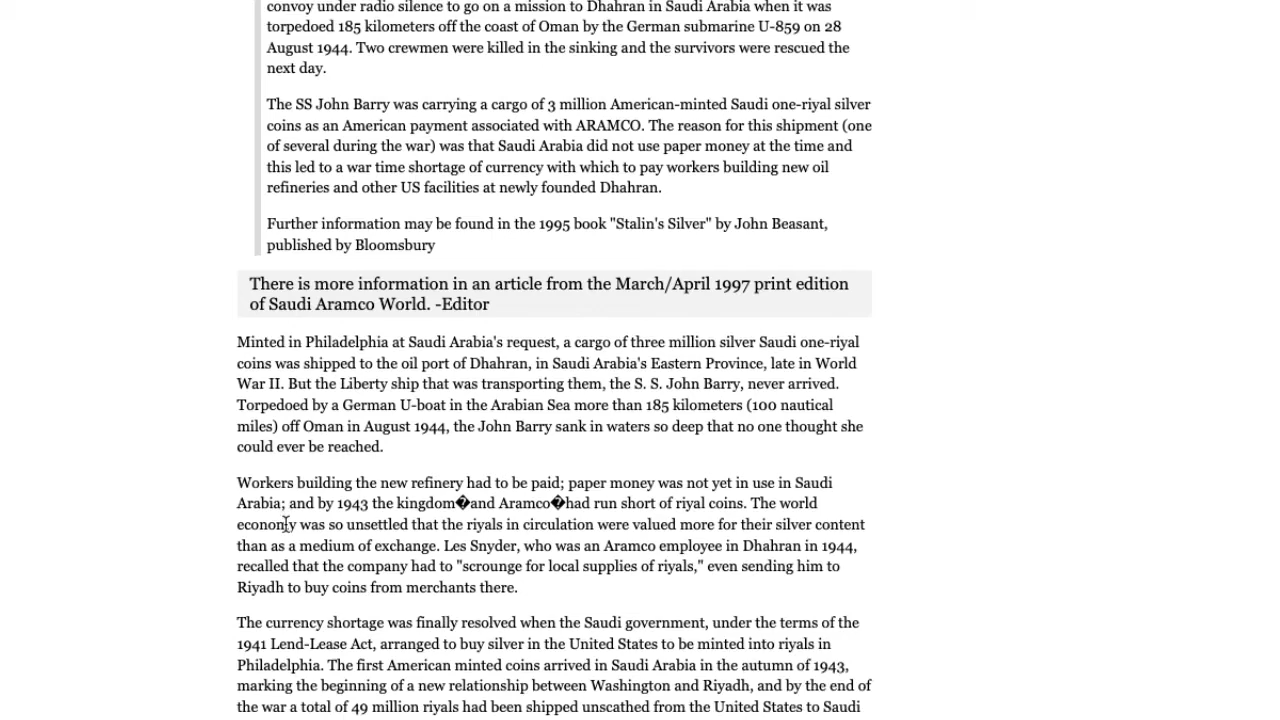 convoy under radio silence to go on a mission to Dhahran in Saudi Arabia when it was
torpedoed 185 kilometers off the coast of Oman by the German submarine U-859 on 28
August 1944. Two crewmen were killed in the sinking and the survivors were rescued the
next day.
The SS John Barry was carrying a cargo of 3 million American-minted Saudi one-riyal silver
coins as an American payment associated with ARAMCO. The reason for this shipment (one
of several during the war) was that Saudi Arabia did not use paper money at the time and
this led to a war time shortage of currency with which to pay workers building new oil
refineries and other US facilities at newly founded Dhahran.
Further information may be found in the 1995 book "Stalin's Silver" by John Beasant,
published by Bloomsbury
There is more information in an article from the March/April 1997 print edition
of Saudi Aramco World. -Editor
Minted in Philadelphia at Saudi Arabia's request, a cargo of three million silver Saudi one-riyal
coins was shipped to the oil port of Dhahran, in Saudi Arabia's Eastern Province, late in World
War II. But the Liberty ship that was transporting them, the S. S. John Barry, never arrived.
Torpedoed by a German U-boat in the Arabian Sea more than 185 kilometers (100 nautical
miles) off Oman in August 1944, the John Barry sank in waters so deep that no one thought she
could ever be reached.
Workers building the new refinery had to be paid; paper money was not yet in use in Saudi
Arabia; and by 1943 the kingdom�and Aramco�had run short of riyal coins. The world
economy was so unsettled that the riyals in circulation were valued more for their silver content
than as a medium of exchange. Les Snyder, who was an Aramco employee in Dhahran in 1944,
recalled that the company had to "scrounge for local supplies of riyals," even sending him to
Riyadh to buy coins from merchants there.
The currency shortage was finally resolved when the Saudi government, under the terms of the
1941 Lend-Lease Act, arranged to buy silver in the United States to be minted into riyals in
Philadelphia. The first American minted coins arrived in Saudi Arabia in the autumn of 1943,
marking the beginning of a new relationship between Washington and Riyadh, and by the end of
the war a total of 49 million riyals had been shipped unscathed from the United States to Saudi